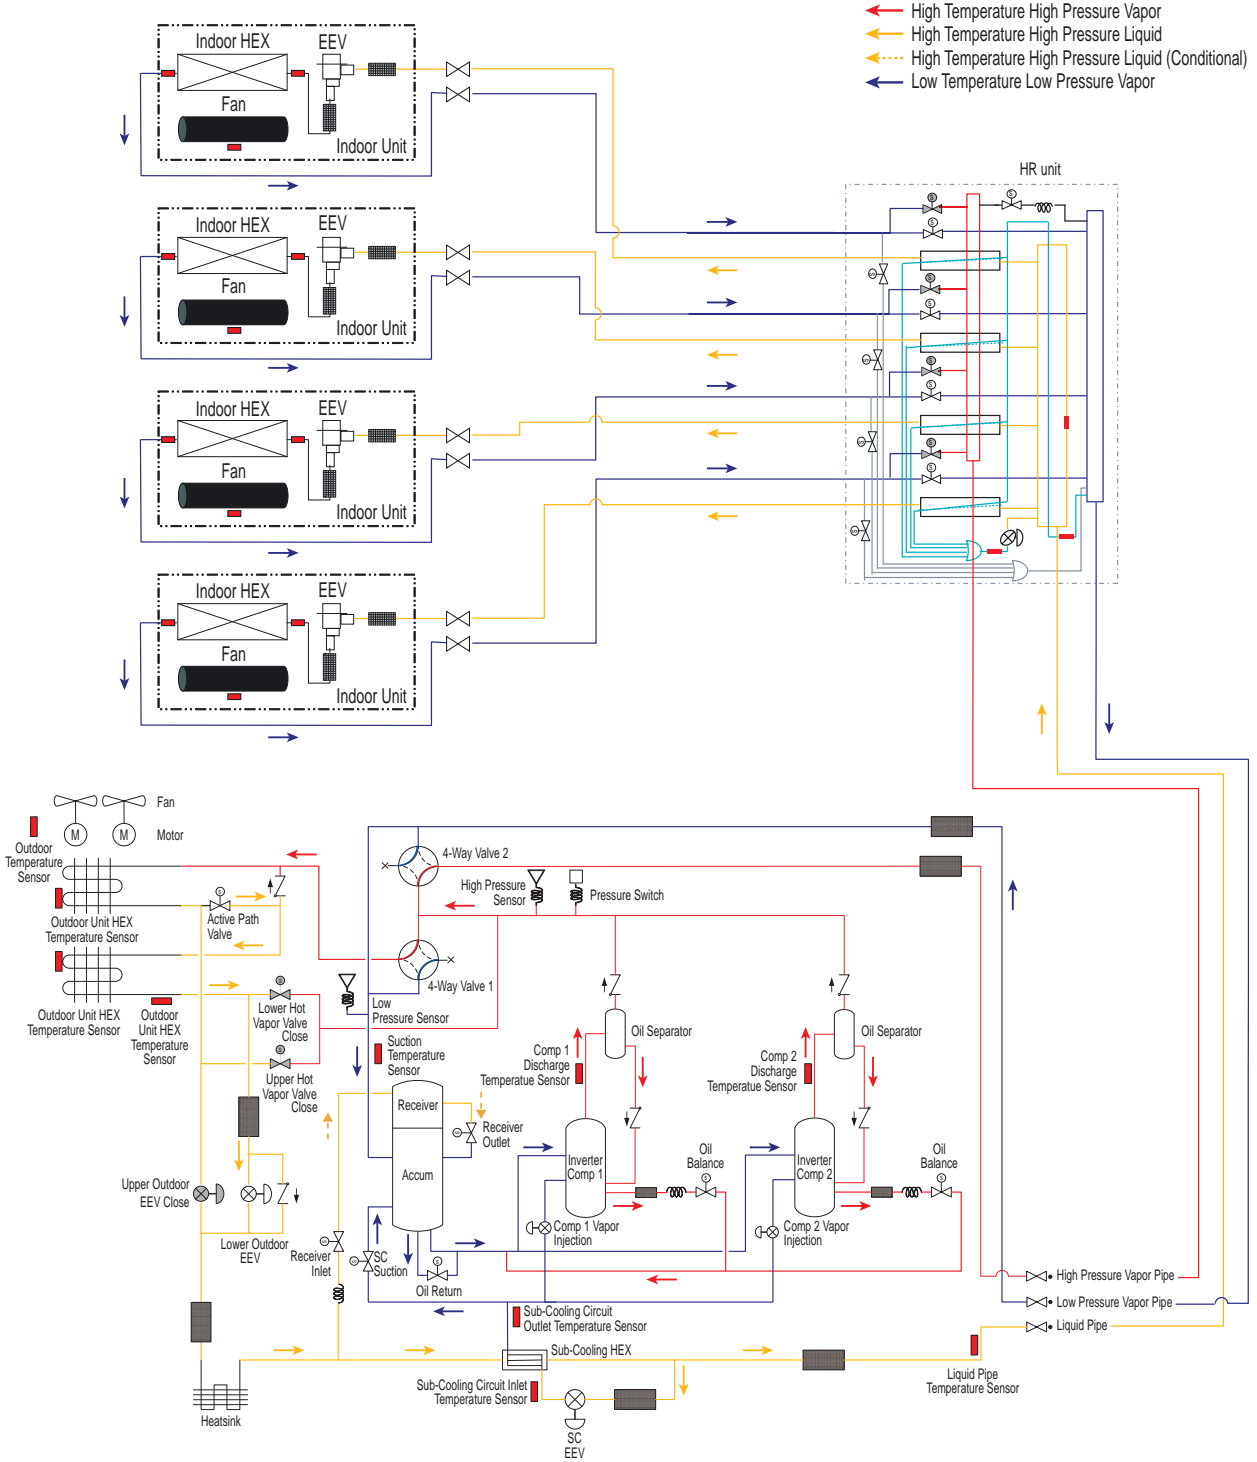 High Temperature High Pressure Vapor
High Temperature High Pressure Liquid
High Temperature High Pressure Liquid (Conditional)
Low Temperature Low Pressure Vapor
Indoor HEX
EEV
Fan
Indoor Unit
HR unit
S
S
S
S
Indoor HEX
EEV
Fan
Indoor Unit
S
S
S
Indoor HEX
EEV
Fan
Indoor Unit
S
S
S
S
S
Indoor HEX
EEV
Fan
Indoor Unit
S
Fan
M
M
Motor
Outdoor
Temperature
Sensor
4-Way Valve 2
High Pressure
Sensor
Pressure Switch
S
Active Path
Valve
Outdoor Unit HEX
Temperature Sensor
4-Way Valve 1
S
Lower Hot
Vapor Valve
Close
Low
Pressure Sensor
Outdoor Unit HEX
Temperature Sensor
Outdoor
Unit HEX
Temperature
Sensor
Oil Separator
Oil Separator
S
Upper Hot
Vapor Valve
Close
Suction
Temperature
Sensor
Comp 1
Discharge
Temperatue Sensor
Comp 2
Discharge
Temperatue Sensor
Receiver
S
Receiver
Outlet
Accum
Inverter
Comp 1
Oil
Balance
S
Inverter
Comp 2
Oil
Balance
S
Upper Outdoor
EEV Close
Lower Outdoor
EEV
S
Receiver
Inlet
S
SC
Suction
S
Oil Return
Comp 1 Vapor
Injection
Comp 2 Vapor
Injection
High Pressure Vapor Pipe
Low Pressure Vapor Pipe
Liquid Pipe
Sub-Cooling Circuit
Outlet Temperature Sensor
Sub-Cooling HEX
Sub-Cooling Circuit Inlet
Temperature Sensor
Liquid Pipe
Temperature Sensor
Heatsink
SC
EEV